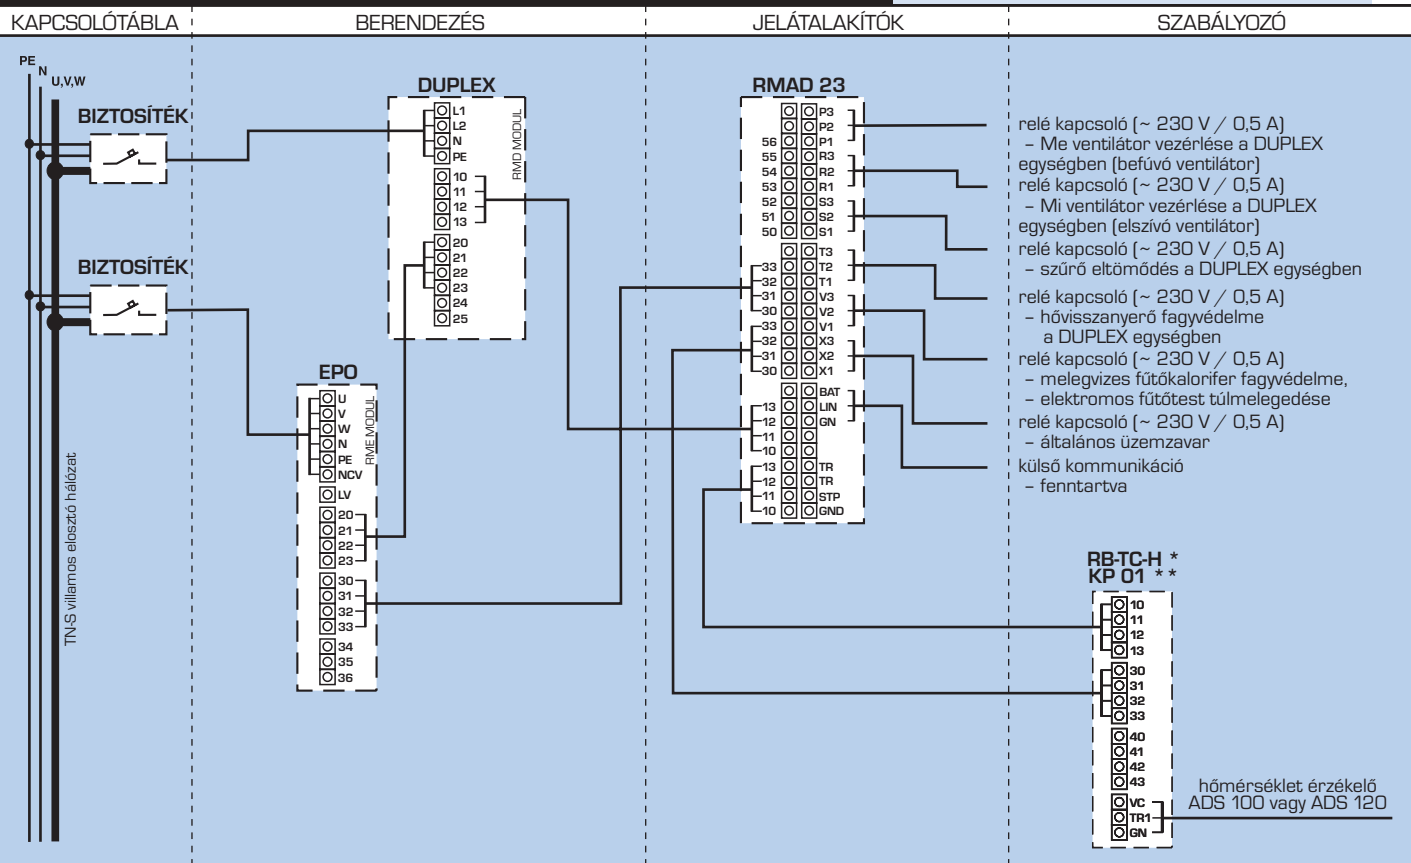 KAPCSOLÓTÁBLA
BERENDEZÉS
JELÁTALAKÍTÓK
SZABÁLYOZÓ
PE
N
U,V,W
BIZTOSÍTÉK
BIZTOSÍTÉK
TN-S villamos elosztó hálózat
DUPLEX
RMD MODUL
L1
L2
N
PE
10
11
12
13
20
21
22
23
24
25
EPO
RME MODUL
U
V
W
N
PE
NCV
LV
20
21
22
23
30
31
32
33
34
35
36
RMAD 23
P3
P2
56 P1
55 R3
54 R2
53 R1
52 S3
51 S2
50 S1
T3
33 T2
32 T1
31 V3
30 V2
33 V1
32 X3
31 X2
30 X1
BAT
13 LIN
12 GN
11
10
13 TR
12 TR
11 STP
10 GND
relé kapcsoló (~ 230 V / 0,5 A)
– Me ventilátor vezérlése a DUPLEX
egységben (befúvó ventilátor)
relé kapcsoló (~ 230 V / 0,5 A)
– Mi ventilátor vezérlése a DUPLEX
egységben (elszívó ventilátor)
relé kapcsoló (~ 230 V / 0,5 A)
– szűrő eltömődés a DUPLEX egységben
relé kapcsoló (~ 230 V / 0,5 A)
– hővisszanyerő fagyvédelme
a DUPLEX egységben
relé kapcsoló (~ 230 V / 0,5 A)
– melegvizes fűtőkalorifer fagyvédelme,
– elektromos fűtőtest túlmelegedése
relé kapcsoló (~ 230 V / 0,5 A)
– általános üzemzavar
külső kommunikáció
– fenntartva
RB-TC-H *
KP 01 * *
10
11
12
13
30
31
32
33
40
41
42
43
VC
TR1
GN
hőmérséklet érzékelő
ADS 100 vagy ADS 120